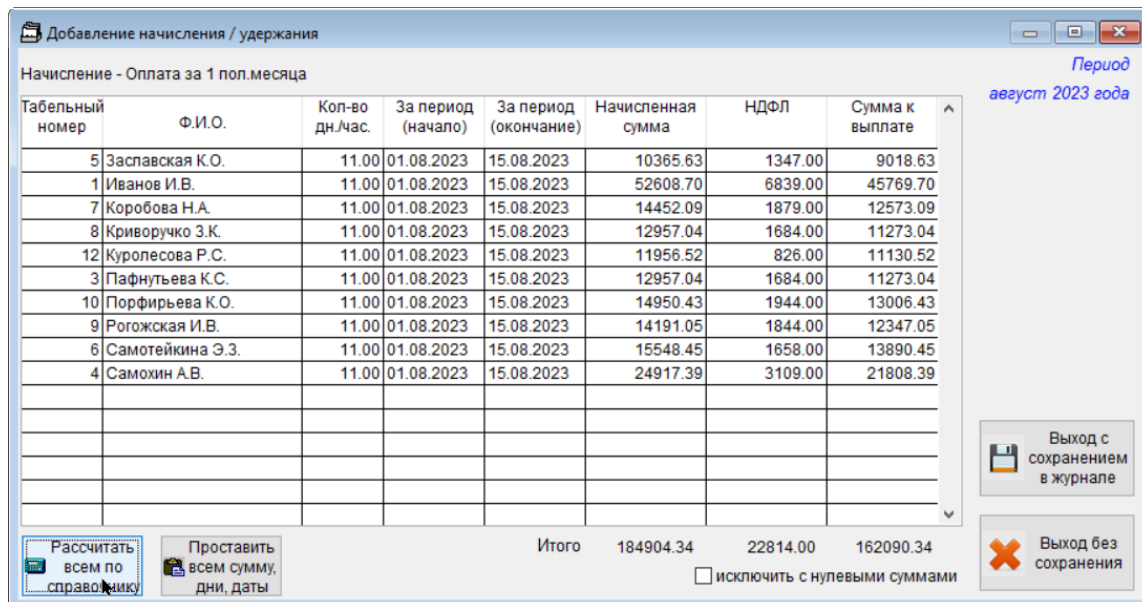 Добавление начисления / удержания
Начисление - Оплата за 1 пол.месяца
Период
август 2023 года
Табельный номер Ф.И.О. Кол-во дн./час. За период (начало) За период (окончание) Начисленная сумма НДФЛ Сумма к выплате
5 Заславская К.О. 11.00 01.08.2023 15.08.2023 10365.63 1347.00 9018.63
1 Иванов И.В. 11.00 01.08.2023 15.08.2023 52608.70 6839.00 45769.70
7 Коробова Н.А. 11.00 01.08.2023 15.08.2023 14452.09 1879.00 12573.09
8 Криворучко З.К. 11.00 01.08.2023 15.08.2023 12957.04 1684.00 11273.04
12 Куролесова Р.С. 11.00 01.08.2023 15.08.2023 11956.52 826.00 11130.52
3 Пафнутьева К.С. 11.00 01.08.2023 15.08.2023 12957.04 1684.00 11273.04
10 Порфирьева К.О. 11.00 01.08.2023 15.08.2023 14950.43 1944.00 13006.43
9 Рогожская И.В. 11.00 01.08.2023 15.08.2023 14191.05 1844.00 12347.05
6 Самотейкина Э.З. 11.00 01.08.2023 15.08.2023 15548.45 1658.00 13890.45
4 Самохин А.В. 11.00 01.08.2023 15.08.2023 24917.39 3109.00 21808.39
Выход с
сохранением
в журнале
Рассчитать
всем по
справочнику
Проставить
всем сумму,
дни, даты
Итого 184904.34 22814.00 162090.34
исключить с нулевыми суммами
Выход без
сохранения